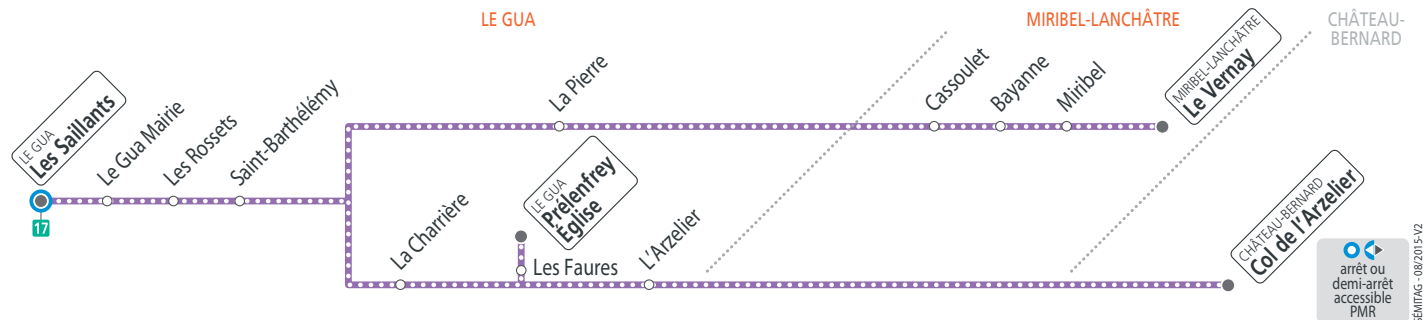 LE GUA
MIRIBEL-LANCHÂTRE
CHÂTEAU-
BERNARD
LE GUA
Les Saillants
17
Le Gua Mairie
Les Rossets
Saint-Barthélémy
La Pierre
Cassoulet
Bayanne
Miribel
MIRIBEL-LANCHÂTRE
Le Vernay
La Charrière
LE GUA
Prélenfrey
Église
Les Faures
L'Arzelier
CHÂTEAU-BERNARD
Col de l'Arzelier
arrêt ou
demi-arrêt
accessible
PMR
SÉMITAG - 08/2015-V2